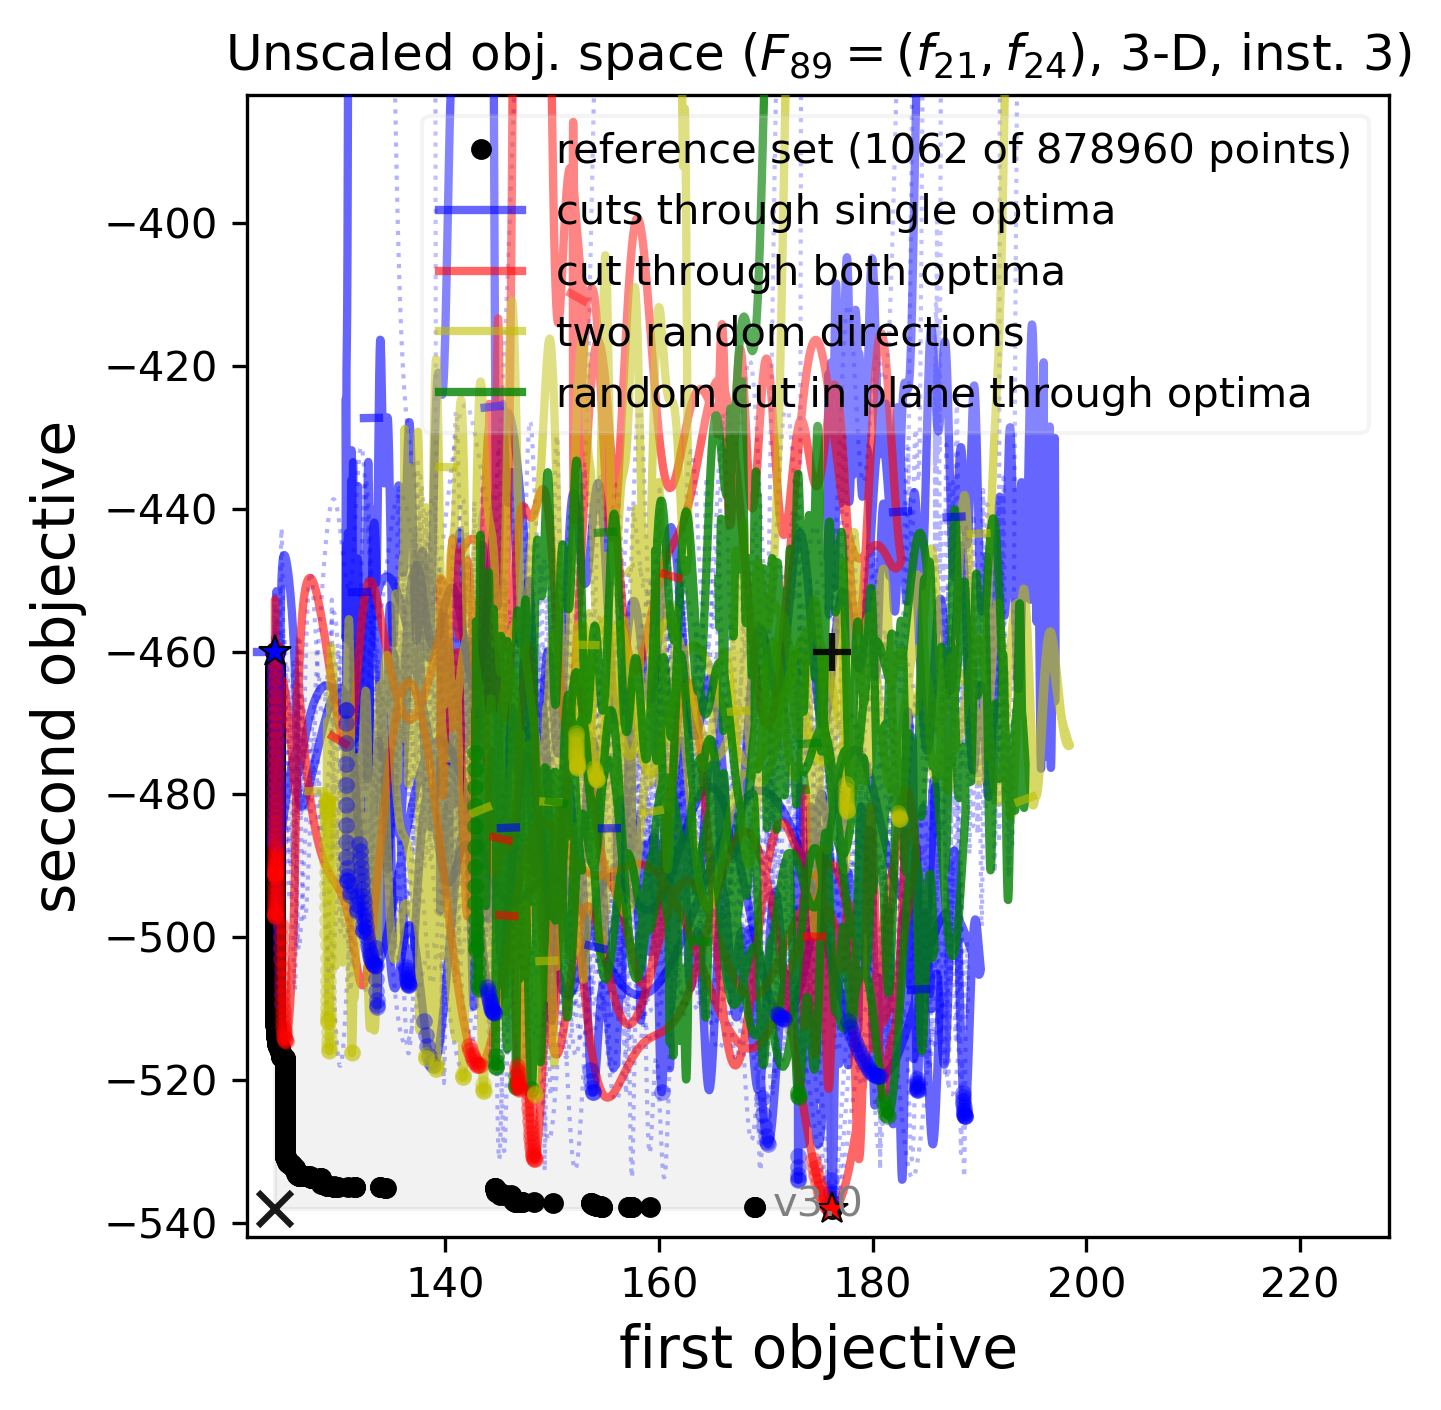 Unscaled obj. space ($F_{89} = (f_{21}, f_{24})$, 3-D, inst. 3)
reference set (1062 of 878960 points)
cuts through single optima
cut through both optima
two random directions
random cut in plane through optima
second objective
−400
−420
−440
−460
−480
−500
−520
−540
v3.0
140
160
180
200
220
first objective